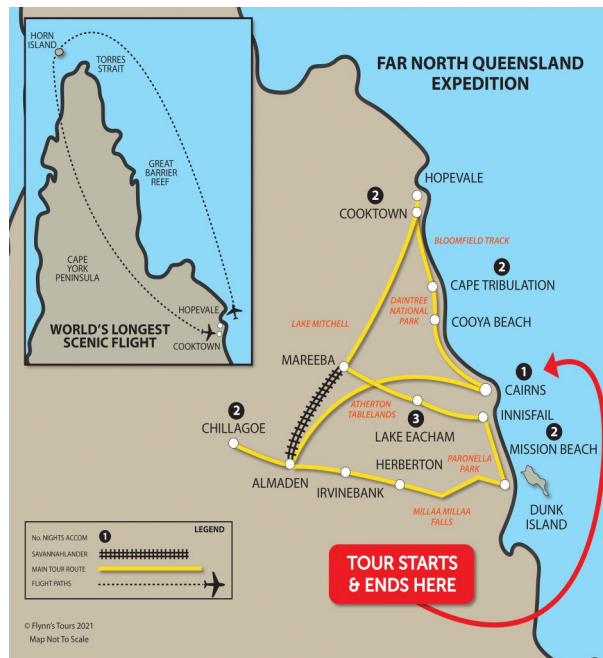 HORN
ISLAND
TORRES
STRAIT
GREAT
BARRIER
REEF
CAPE
YORK
PENINSULA
HOPEVALE
COOKTOWN
WORLD'S LONGEST
SCENIC FLIGHT
FAR NORTH QUEENSLAND
EXPEDITION
HOPEVALE
2
COOKTOWN
BLOOMFIELD TRACK
2
CAPE TRIBULATION
DAINTREE
NATIONAL
PARK
COOYA BEACH
LAKE MITCHELL
MAREEBA
1
CAIRNS
ATHERTON
TABLELANDS
INNISFAIL
2
CHILLAGOE
3
LAKE EACHAM
2
MISSION BEACH
PARONELLA
PARK
HERBERTON
ALMADEN
IRVINEBANK
MILLAA MILLAA
FALLS
DUNK
ISLAND
LEGEND
No. NIGHTS ACCOM 1
SAVANNAHLANDER
MAIN TOUR ROUTE
FLIGHT PATHS
TOUR STARTS
& ENDS HERE
© Flynn's Tours 2021
Map Not To Scale